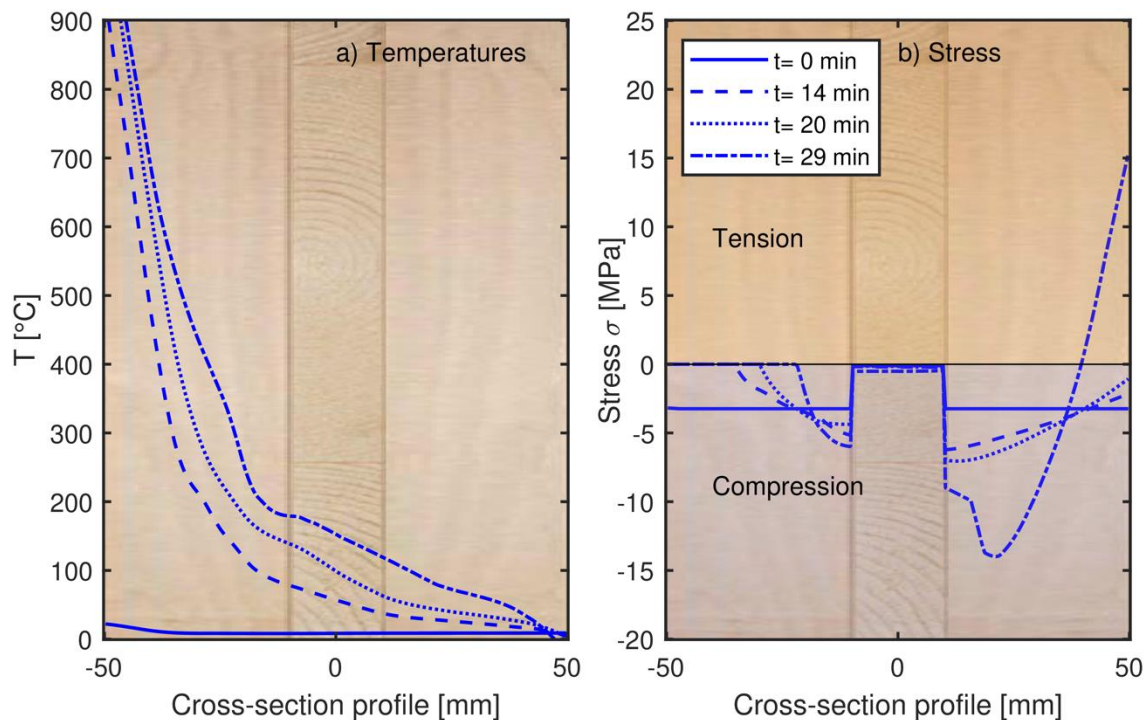 900
800
700
600
500
400
300
200
100
0
T [°C]
a) Temperatures
-50
0
50
Cross-section profile [mm]
25
20
15
10
5
0
-5
-10
-15
-20
Stress σ [MPa]
t= 0 min
t= 14 min
t= 20 min
t= 29 min
b) Stress
Tension
Compression
-50
0
50
Cross-section profile [mm]